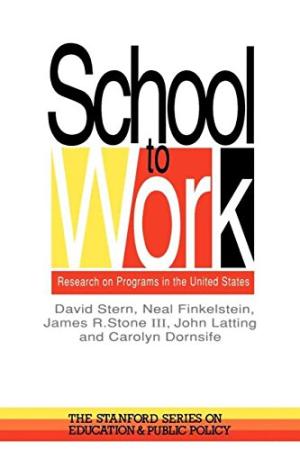 School
to
Work
Research on Programs in the United States
David Stern, Neal Finkelstein,
James R.Stone III, John Latting
and Carolyn Dornsife
THE STANFORD SERIES ON
EDUCATION & PUBLIC POLICY